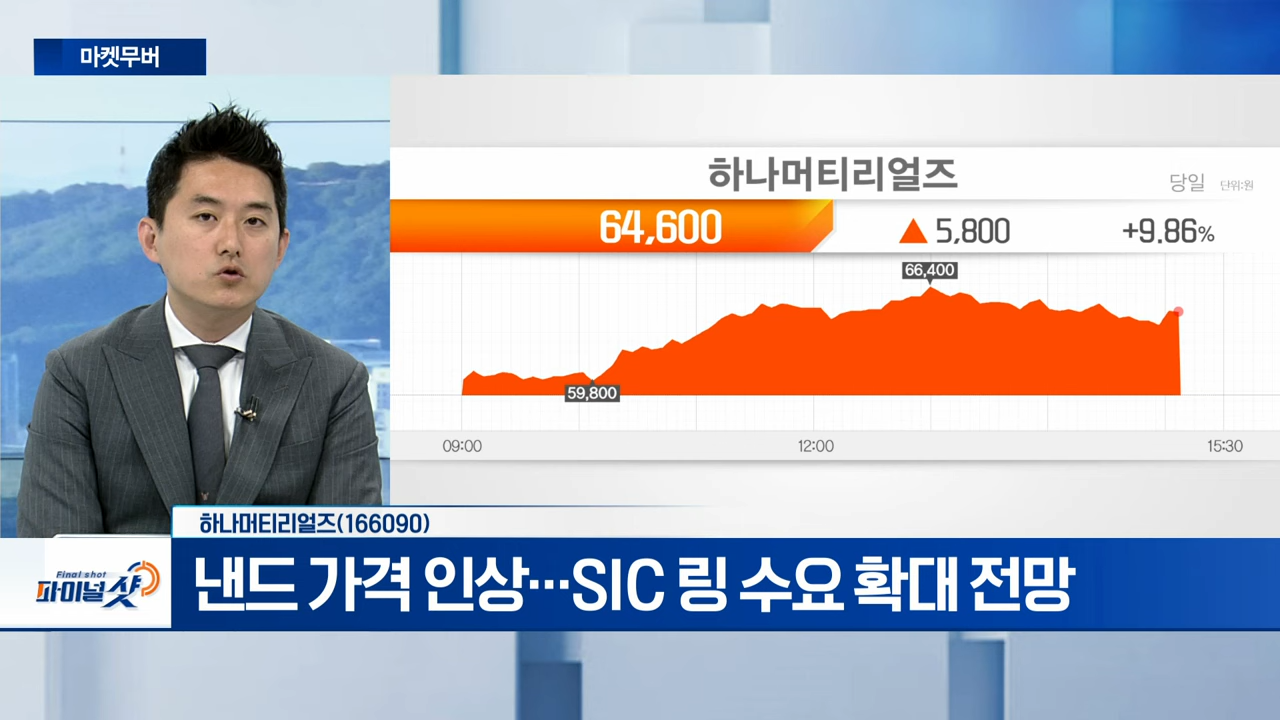 마켓무버
하나머티리얼즈
당일 단위:원
64,600 ▲ 5,800 +9.86%
66,400
59,800
09:00 12:00 15:30
하나머티리얼즈(166090)
Final shot
파이널샷
낸드 가격 인상…SIC 링 수요 확대 전망